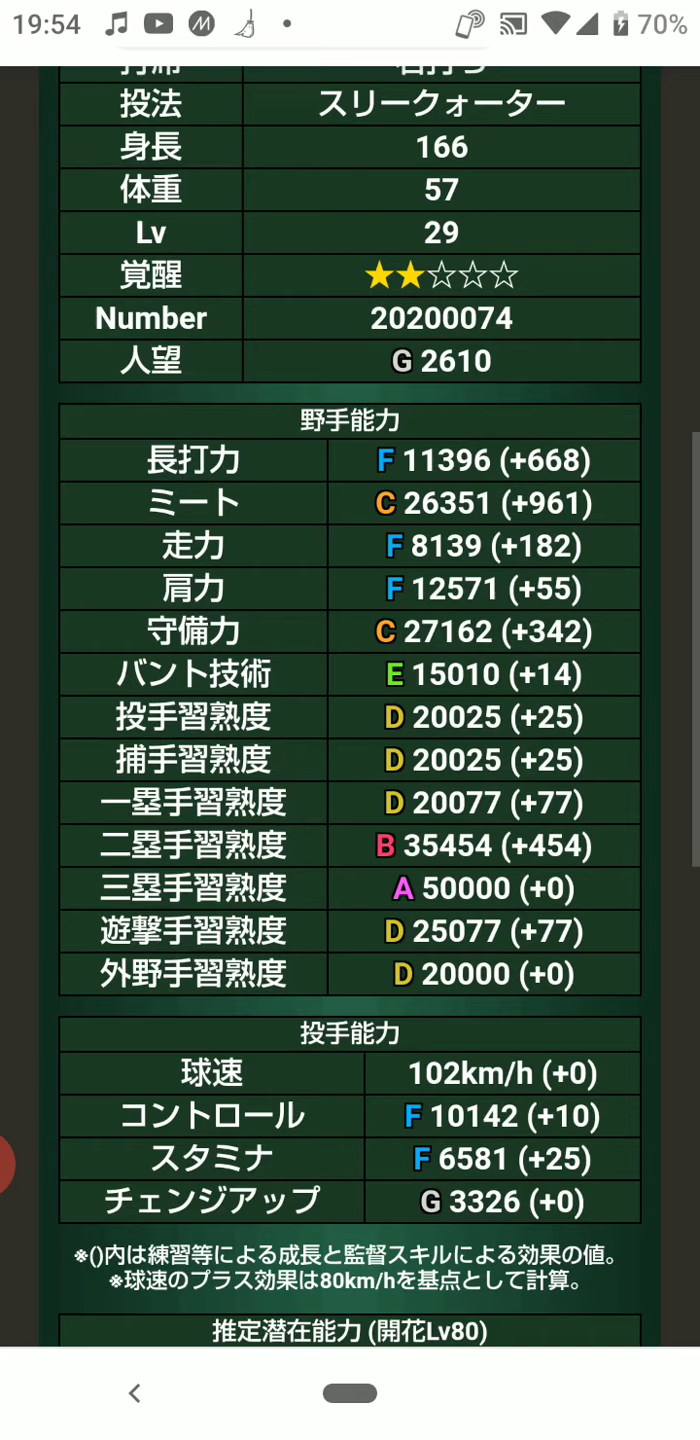 19:54 70%
投法 スリークォーター
身長 166
体重 57
Lv 29
覚醒 ★★☆☆☆
Number 20200074
人望 G 2610
野手能力
長打力 F 11396 (+668)
ミート C 26351 (+961)
走力 F 8139 (+182)
肩力 F 12571 (+55)
守備力 C 27162 (+342)
バント技術 E 15010 (+14)
投手習熟度 D 20025 (+25)
捕手習熟度 D 20025 (+25)
一塁手習熟度 D 20077 (+77)
二塁手習熟度 B 35454 (+454)
三塁手習熟度 A 50000 (+0)
遊撃手習熟度 D 25077 (+77)
外野手習熟度 D 20000 (+0)
投手能力
球速 102km/h (+0)
コントロール F 10142 (+10)
スタミナ F 6581 (+25)
チェンジアップ G 3326 (+0)
※()内は練習等による成長と監督スキルによる効果の値。
※球速のプラス効果は80km/hを基点として計算。
推定潜在能力 (開花Lv80)